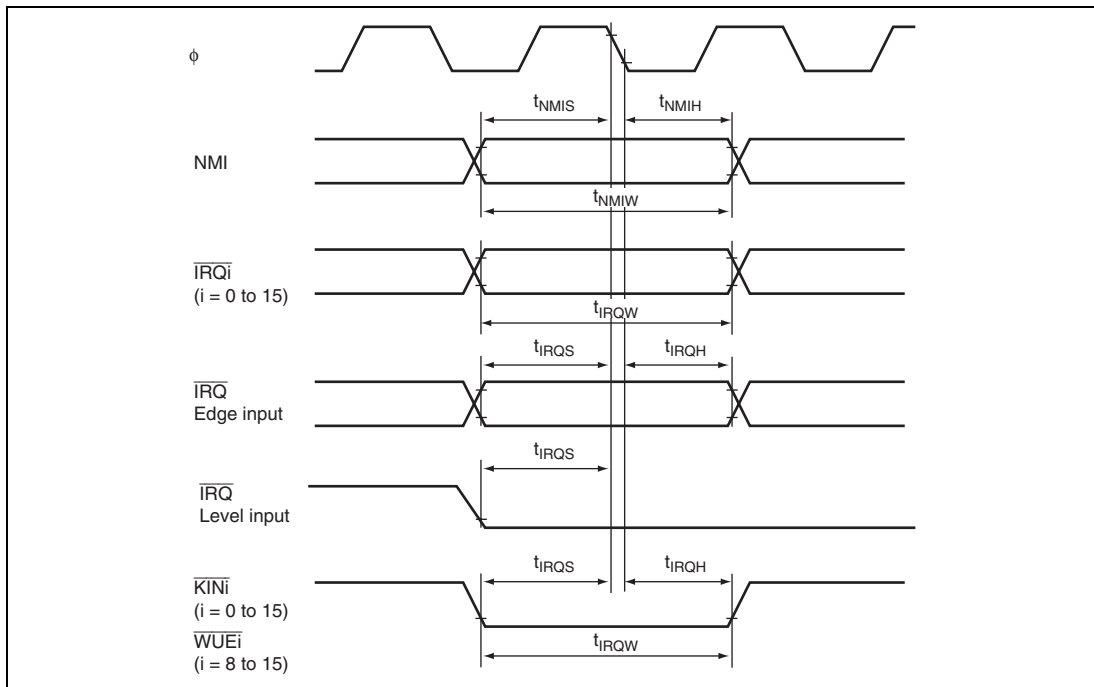 ϕ
tNMIS tNMIH
NMI
tNMIW
IRQi
(i = 0 to 15)
tIRQW
tIRQS tIRQH
IRQ
Edge input
tIRQS
IRQ
Level input
tIRQS tIRQH
KINi
(i = 0 to 15)
tIRQW
WUEi
(i = 8 to 15)